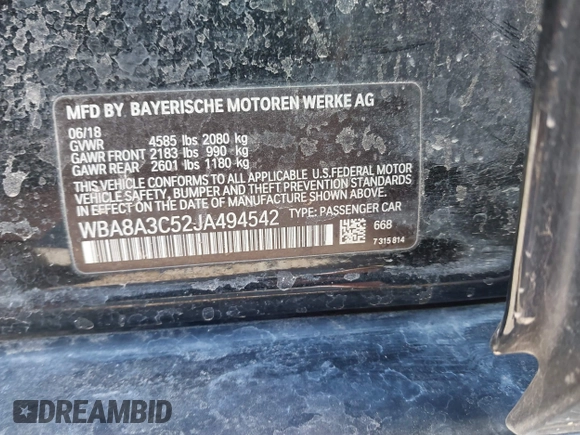 MFD BY BAYERISCHE MOTOREN WERKE AG
06/18
GVWR 4585 lbs 2080 kg
GAWR FRONT 2183 lbs 990 kg
GAWR REAR 2601 lbs 1180 kg
THIS VEHICLE CONFORMS TO ALL APPLICABLE U.S.FEDERAL MOTOR
VEHICLE SAFETY, BUMPER AND THEFT PREVENTION STANDARDS
IN EFFECT ON THE DATE OF MANUFACTURE SHOWN ABOVE.
WBA8A3C52JA494542 TYPE: PASSENGER CAR
668
7 315 814
DREAMBID